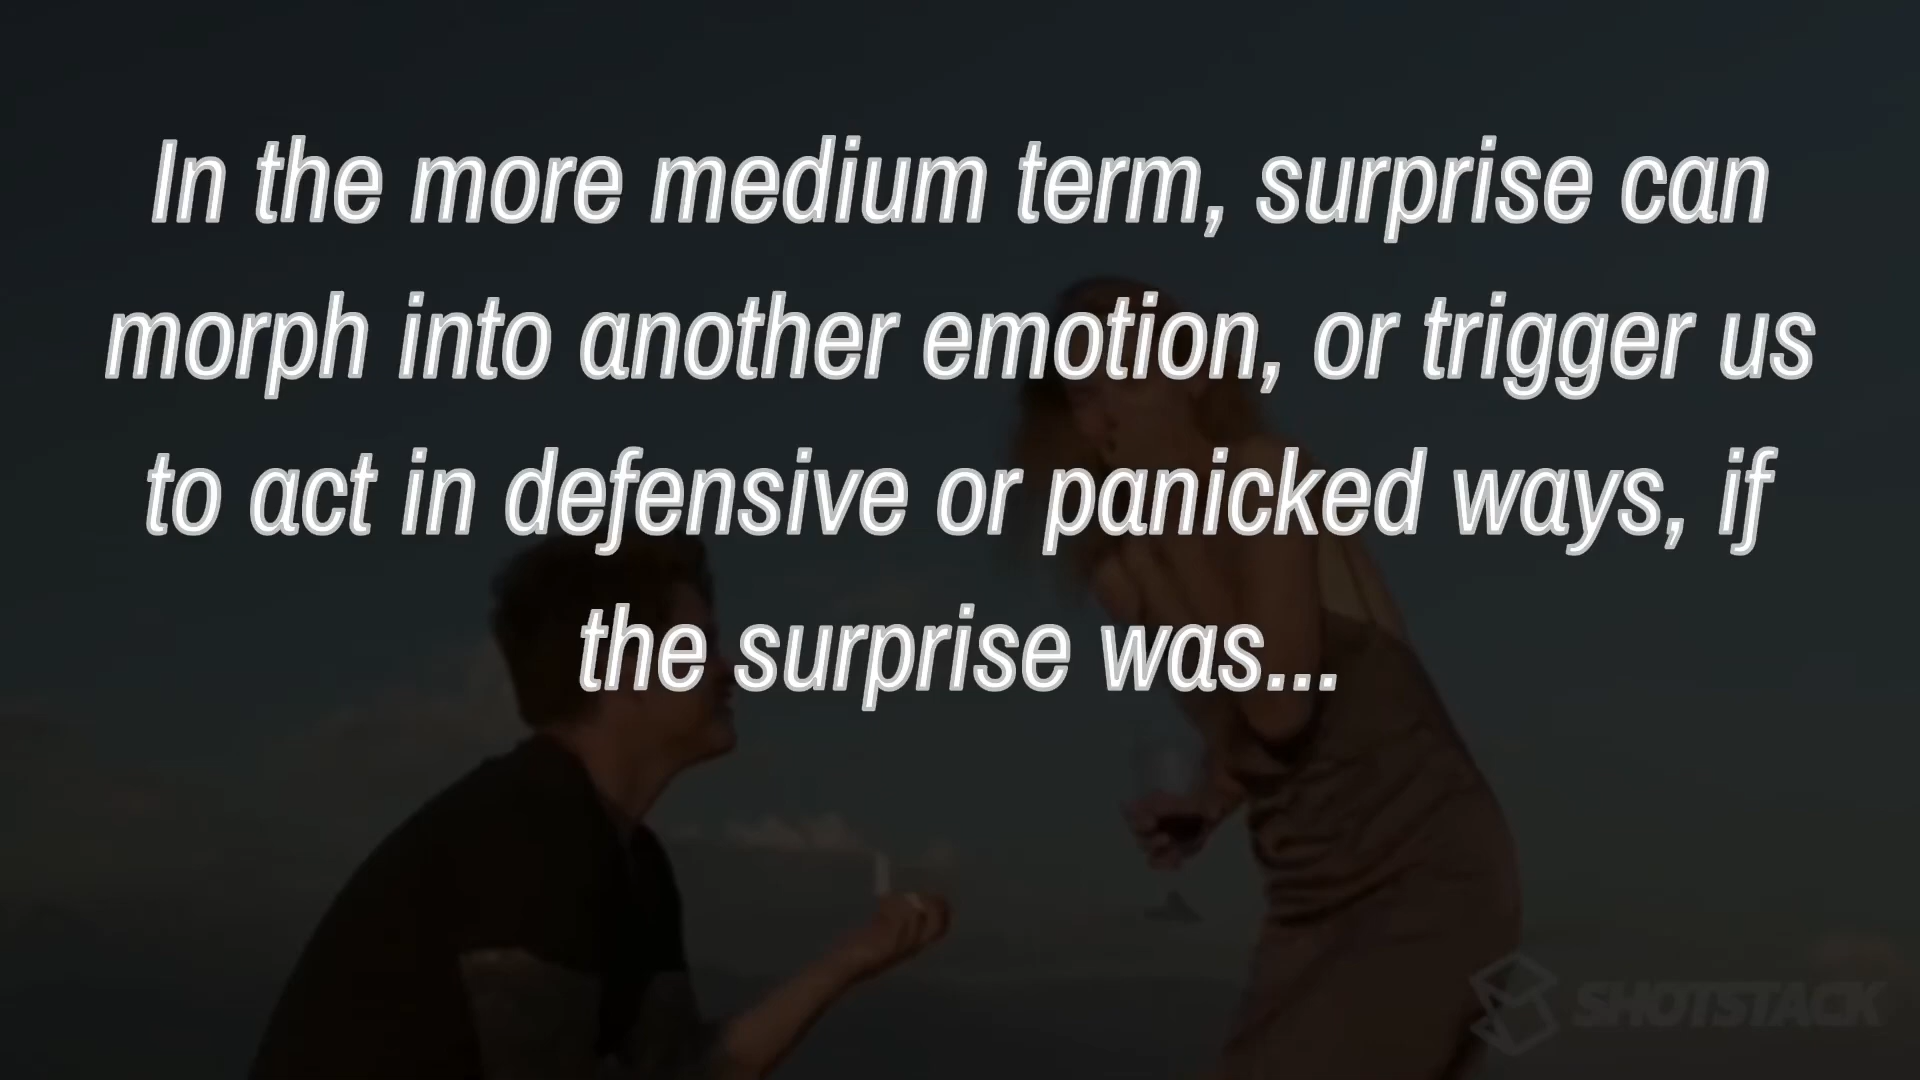 In the more medium term, surprise can
morph into another emotion, or trigger us
to act in defensive or panicked ways, if
the surprise was...
SHOTSTACK